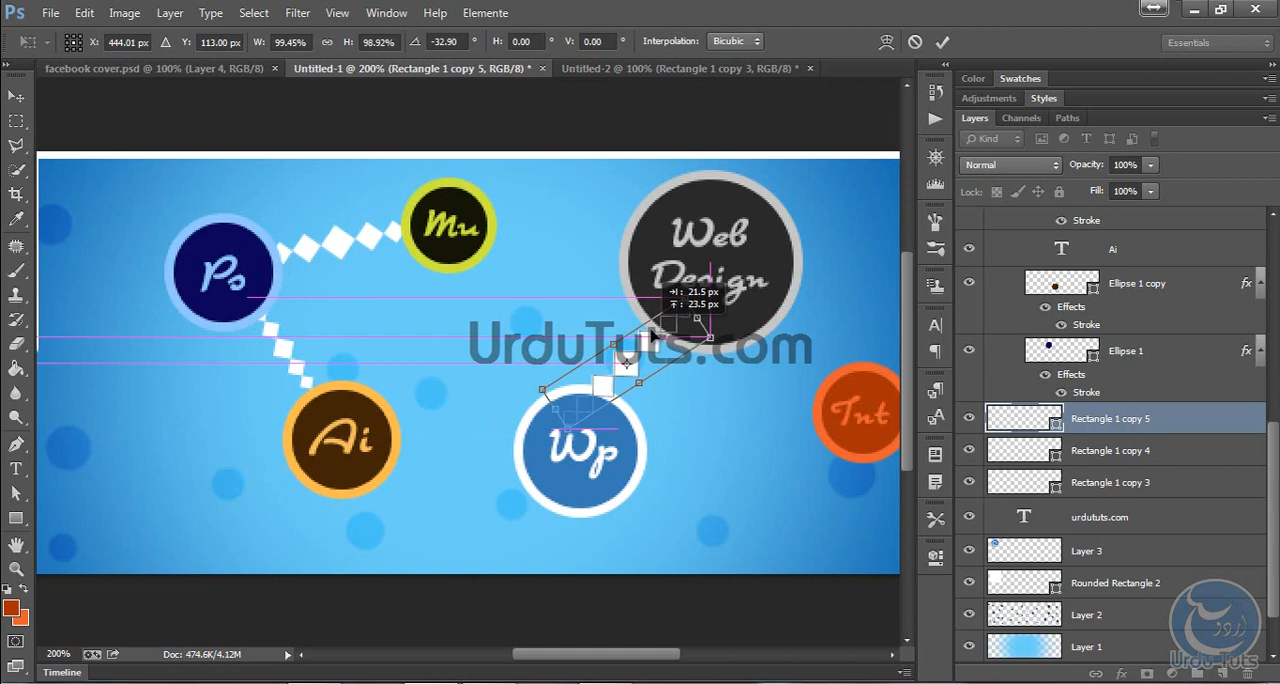 Ps File Edit Image Layer Type Select Filter View Window Help Elemente
X: 444.01 px Y: 113.00 px W: 99.45% H: 98.92% -32.90 ° H: 0.00 ° V: 0.00 ° Interpolation: Bicubic Essentials
facebook cover.psd @ 100% (Layer 4, RGB/8) × Untitled-1 @ 200% (Rectangle 1 copy 5, RGB/8) * × Untitled-2 @ 100% (Rectangle 1 copy 3, RGB/8) * ×
Color Swatches
Adjustments Styles
Layers Channels Paths
Kind
Normal Opacity: 100%
Lock: Fill: 100%
Stroke
T Ai
Ellipse 1 copy fx
Effects
Stroke
Ellipse 1 fx
Effects
Stroke
Rectangle 1 copy 5
Rectangle 1 copy 4
Rectangle 1 copy 3
T urdututs.com
Layer 3
Rounded Rectangle 2
Layer 2
Layer 1
Mu
Web
Design
Ps
21.5 px
23.5 px
UrduTuts.com
Tnt
Ai
Wp
اردو
Urdu Tuts
200% Doc: 474.6K/4.12M
Timeline